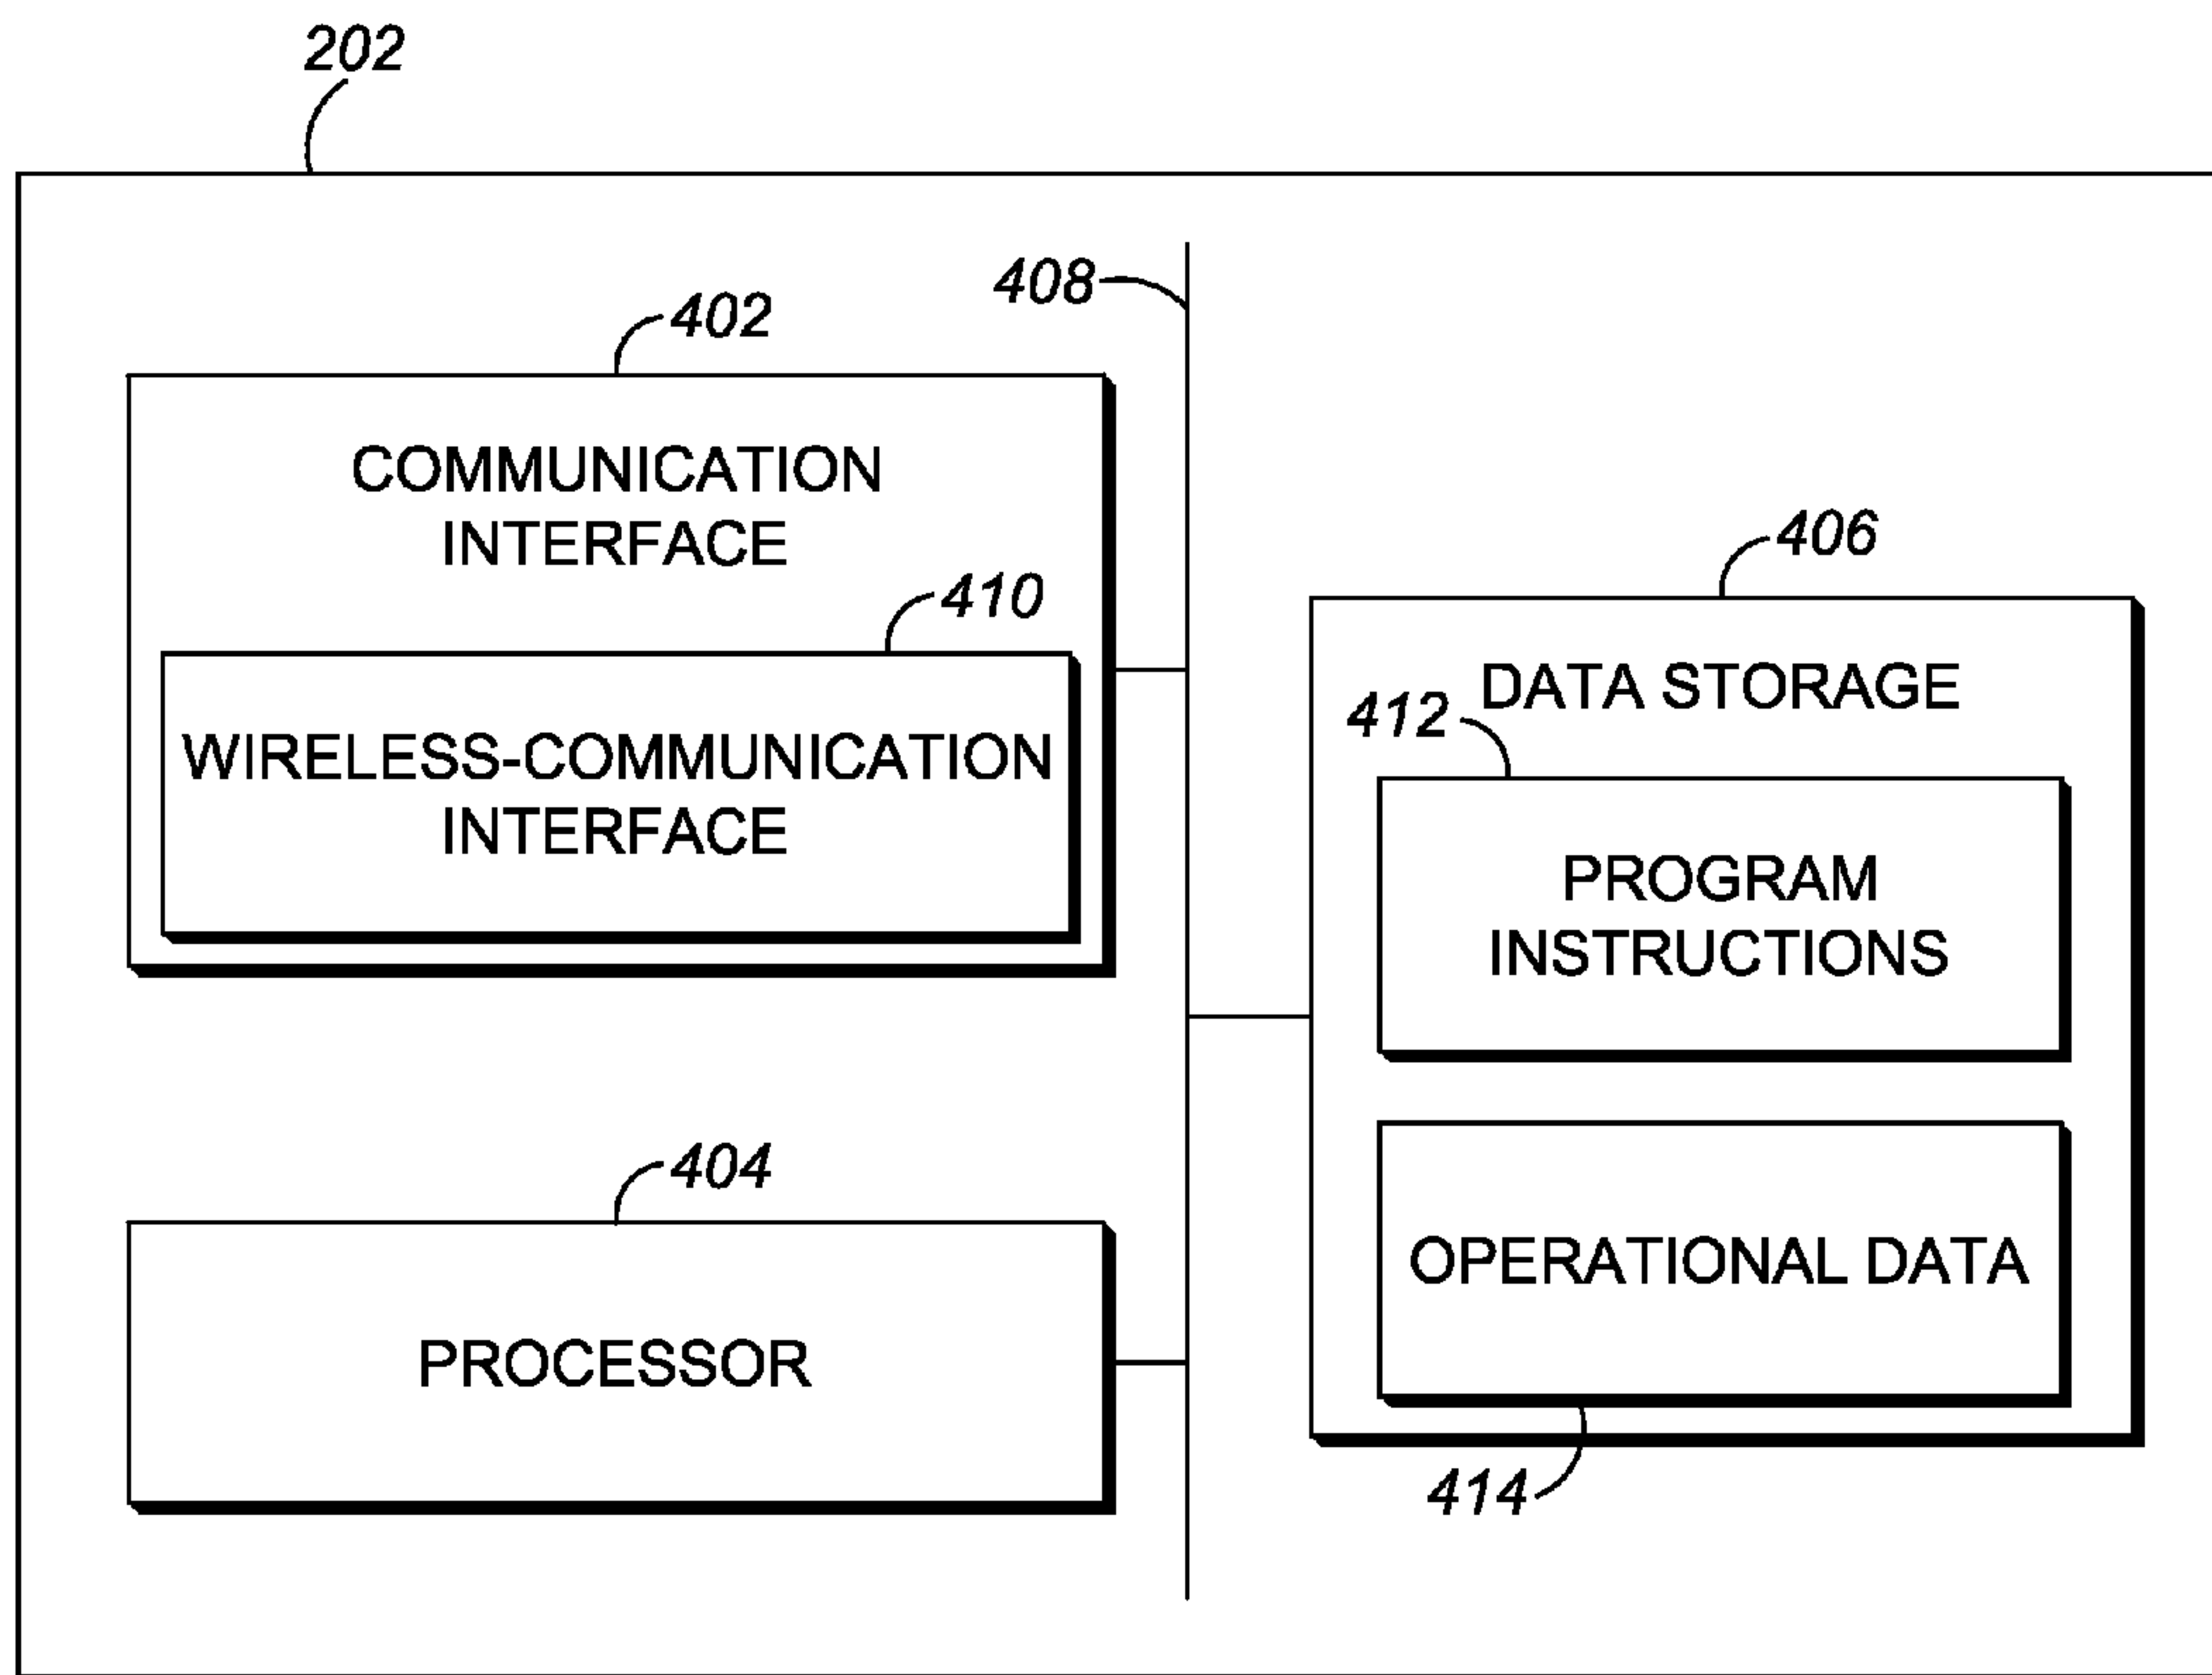 202
408
402
COMMUNICATION
INTERFACE
410
WIRELESS-COMMUNICATION
INTERFACE
406
DATA STORAGE
412
PROGRAM
INSTRUCTIONS
404
PROCESSOR
OPERATIONAL DATA
414